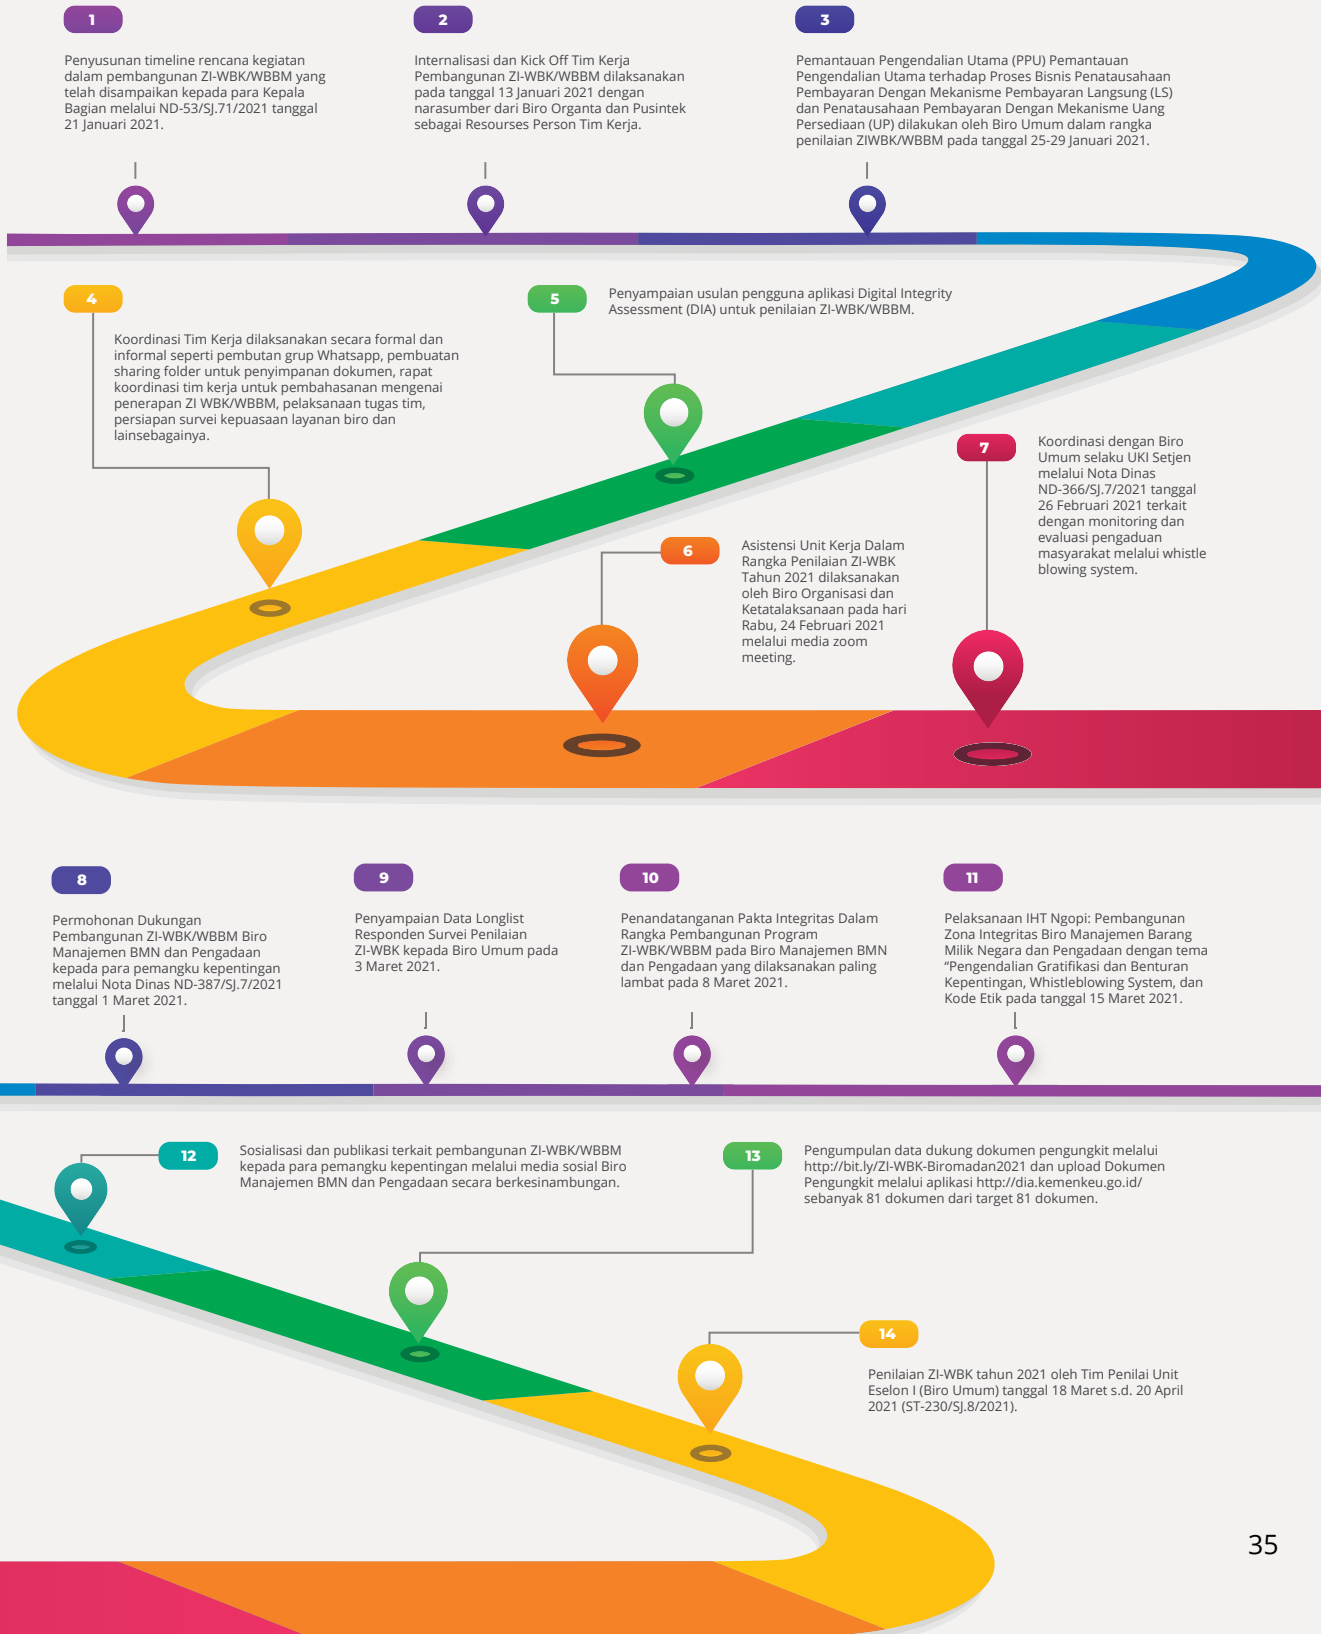 1
Penyusunan timeline rencana kegiatan
dalam pembangunan ZI-WBK/WBBM yang
telah disampaikan kepada para Kepala
Bagian melalui ND-53/SJ.71/2021 tanggal
21 Januari 2021.
2
Internalisasi dan Kick Off Tim Kerja
Pembangunan ZI-WBK/WBBM dilaksanakan
pada tanggal 13 Januari 2021 dengan
narasumber dari Biro Organta dan Pusintek
sebagai Resourses Person Tim Kerja.
3
Pemantauan Pengendalian Utama (PPU) Pemantauan
Pengendalian Utama terhadap Proses Bisnis Penatausahaan
Pembayaran Dengan Mekanisme Pembayaran Langsung (LS)
dan Penatausahaan Pembayaran Dengan Mekanisme Uang
Persediaan (UP) dilakukan oleh Biro Umum dalam rangka
penilaian ZIWBK/WBBM pada tanggal 25-29 Januari 2021.
4
Koordinasi Tim Kerja dilaksanakan secara formal dan
informal seperti pembutan grup Whatsapp, pembuatan
sharing folder untuk penyimpanan dokumen, rapat
koordinasi tim kerja untuk pembahasanan mengenai
penerapan ZI WBK/WBBM, pelaksanaan tugas tim,
persiapan survei kepuasaan layanan biro dan
lainsebagainya.
5
Penyampaian usulan pengguna aplikasi Digital Integrity
Assessment (DIA) untuk penilaian ZI-WBK/WBBM.
6
Asistensi Unit Kerja Dalam
Rangka Penilaian ZI-WBK
Tahun 2021 dilaksanakan
oleh Biro Organisasi dan
Ketatalaksanaan pada hari
Rabu, 24 Februari 2021
melalui media zoom
meeting.
7
Koordinasi dengan Biro
Umum selaku UKI Setjen
melalui Nota Dinas
ND-366/SJ.7/2021 tanggal
26 Februari 2021 terkait
dengan monitoring dan
evaluasi pengaduan
masyarakat melalui whistle
blowing system.
8
Permohonan Dukungan
Pembangunan ZI-WBK/WBBM Biro
Manajemen BMN dan Pengadaan
kepada para pemangku kepentingan
melalui Nota Dinas ND-387/SJ.7/2021
tanggal 1 Maret 2021.
9
Penyampaian Data Longlist
Responden Survei Penilaian
ZI-WBK kepada Biro Umum pada
3 Maret 2021.
10
Penandatanganan Pakta Integritas Dalam
Rangka Pembangunan Program
ZI-WBK/WBBM pada Biro Manajemen BMN
dan Pengadaan yang dilaksanakan paling
lambat pada 8 Maret 2021.
11
Pelaksanaan IHT Ngopi: Pembangunan
Zona Integritas Biro Manajemen Barang
Milik Negara dan Pengadaan dengan tema
“Pengendalian Gratifikasi dan Benturan
Kepentingan, Whistleblowing System, dan
Kode Etik pada tanggal 15 Maret 2021.
12
Sosialisasi dan publikasi terkait pembangunan ZI-WBK/WBBM
kepada para pemangku kepentingan melalui media sosial Biro
Manajemen BMN dan Pengadaan secara berkesinambungan.
13
Pengumpulan data dukung dokumen pengungkit melalui
http://bit.ly/ZI-WBK-Biromadan2021 dan upload Dokumen
Pengungkit melalui aplikasi http://dia.kemenkeu.go.id/
sebanyak 81 dokumen dari target 81 dokumen.
14
Penilaian ZI-WBK tahun 2021 oleh Tim Penilai Unit
Eselon I (Biro Umum) tanggal 18 Maret s.d. 20 April
2021 (ST-230/SJ.8/2021).
35